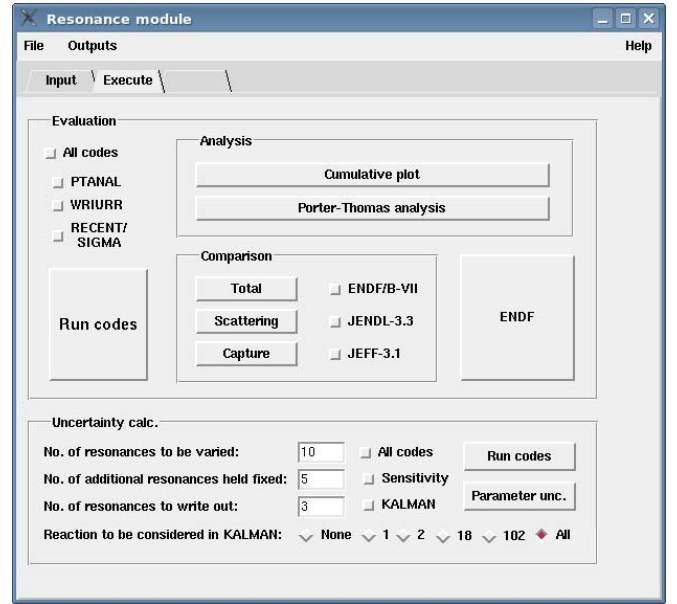 Resonance module
File Outputs Help
Input Execute
Evaluation
All codes
PTANAL
WRIURR
RECENT/
SIGMA
Run codes
Analysis
Cumulative plot
Porter-Thomas analysis
Comparison
Total ENDF/B-VII
Scattering JENDL-3.3
Capture JEFF-3.1
ENDF
Uncertainty calc.
No. of resonances to be varied: 10 All codes Run codes
No. of additional resonances held fixed: 5 Sensitivity
No. of resonances to write out: 3 KALMAN Parameter unc.
Reaction to be considered in KALMAN: None 1 2 18 102 All